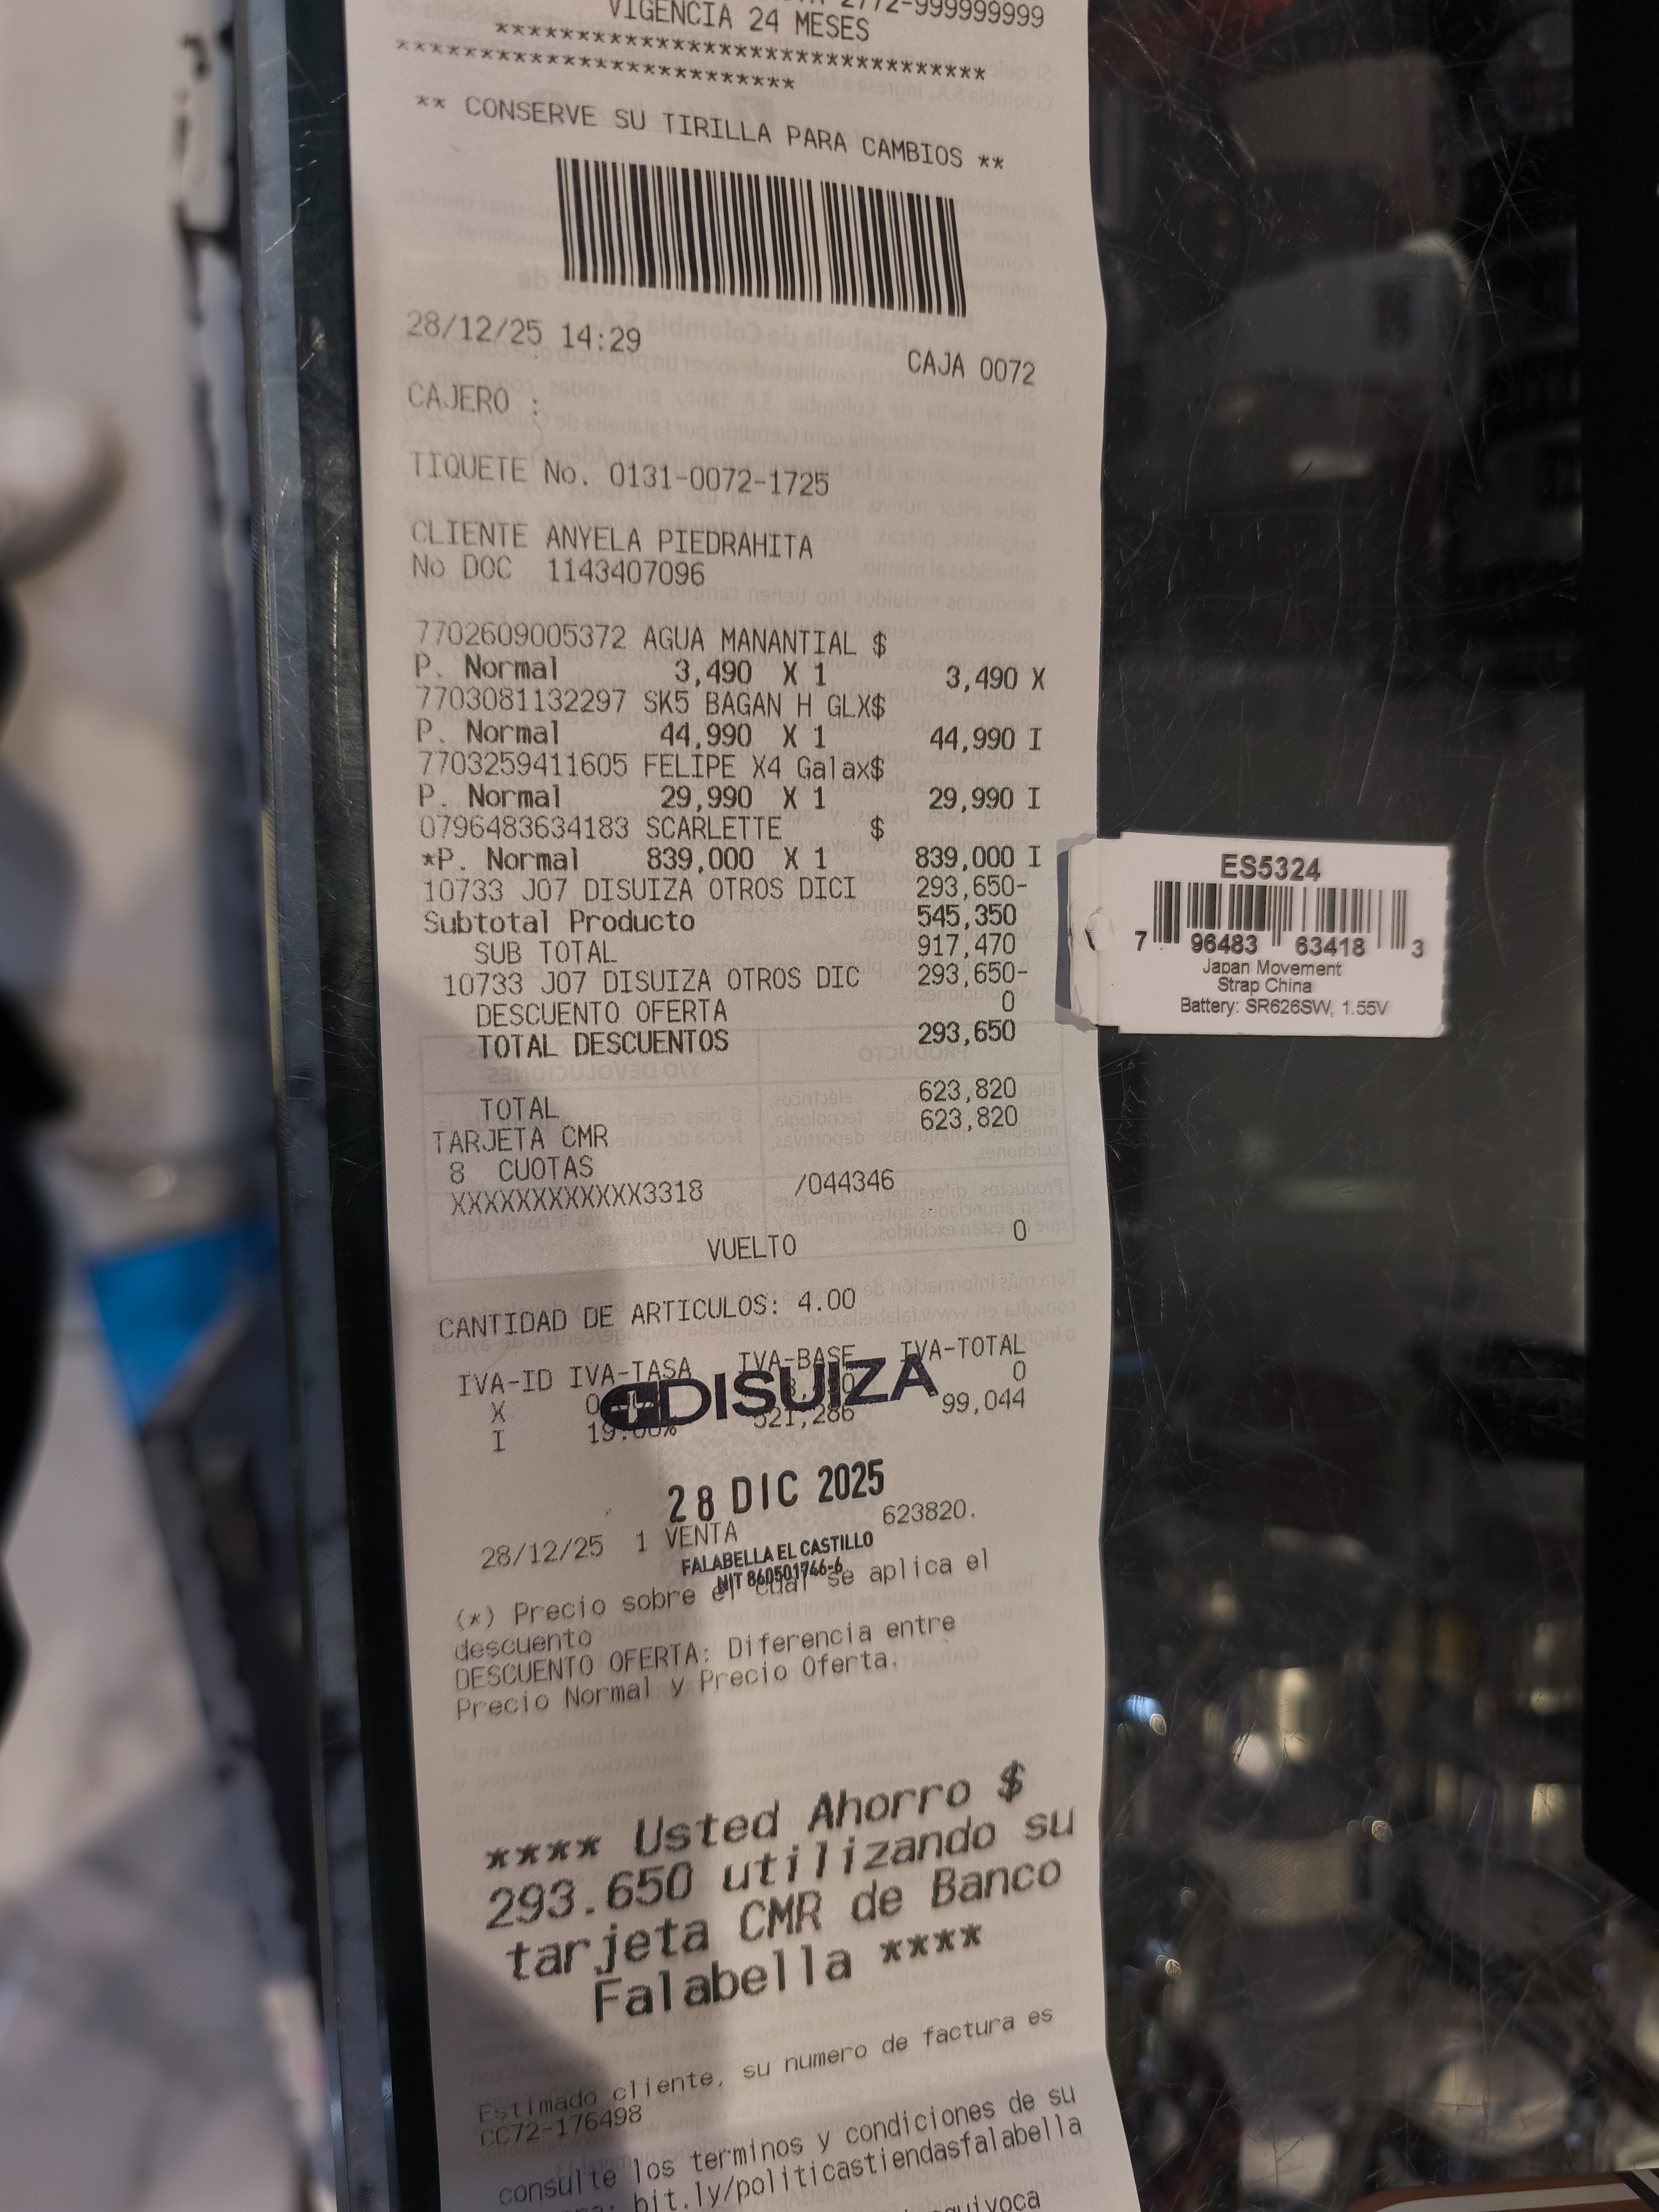 2772-999999999
VIGENCIA 24 MESES
*******************************
*************************
** CONSERVE SU TIRILLA PARA CAMBIOS **
28/12/25 14:29 CAJA 0072
CAJERO :
TIQUETE No. 0131-0072-1725
CLIENTE ANYELA PIEDRAHITA
No DOC 1143407096
7702609005372 AGUA MANANTIAL $
P. Normal 3,490 X 1 3,490 X
7703081132297 SK5 BAGAN H GLX$
P. Normal 44,990 X 1 44,990 I
7703259411605 FELIPE X4 Galax$
P. Normal 29,990 X 1 29,990 I
0796483634183 SCARLETTE $
*P. Normal 839,000 X 1 839,000 I
10733 J07 DISUIZA OTROS DICI 293,650-
Subtotal Producto 545,350
SUB TOTAL 917,470
10733 J07 DISUIZA OTROS DIC 293,650-
DESCUENTO OFERTA 0
TOTAL DESCUENTOS 293,650
TOTAL 623,820
TARJETA CMR 623,820
8 CUOTAS
XXXXXXXXXXXX3318 /044346
VUELTO 0
CANTIDAD DE ARTICULOS: 4.00
IVA-ID IVA-TASA IVA-BASE IVA-TOTAL
X 0
I 19.00% 521,286 99,044
DISUIZA
28 DIC 2025
28/12/25 1 VENTA 623820.
FALABELLA EL CASTILLO
NIT 860501746-6
(*) Precio sobre el cual se aplica el
descuento
DESCUENTO OFERTA: Diferencia entre
Precio Normal y Precio Oferta.
**** Usted Ahorro $
293.650 utilizando su
tarjeta CMR de Banco
Falabella ****
Estimado cliente, su numero de factura es
CC72-176498
consulte los terminos y condiciones de su
bit.ly/politicastiendasfalabella
ES5324
7 96483 63418 3
Japan Movement
Strap China
Battery: SR626SW, 1.55V